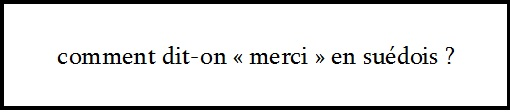 comment dit-on « merci » en suédois ?